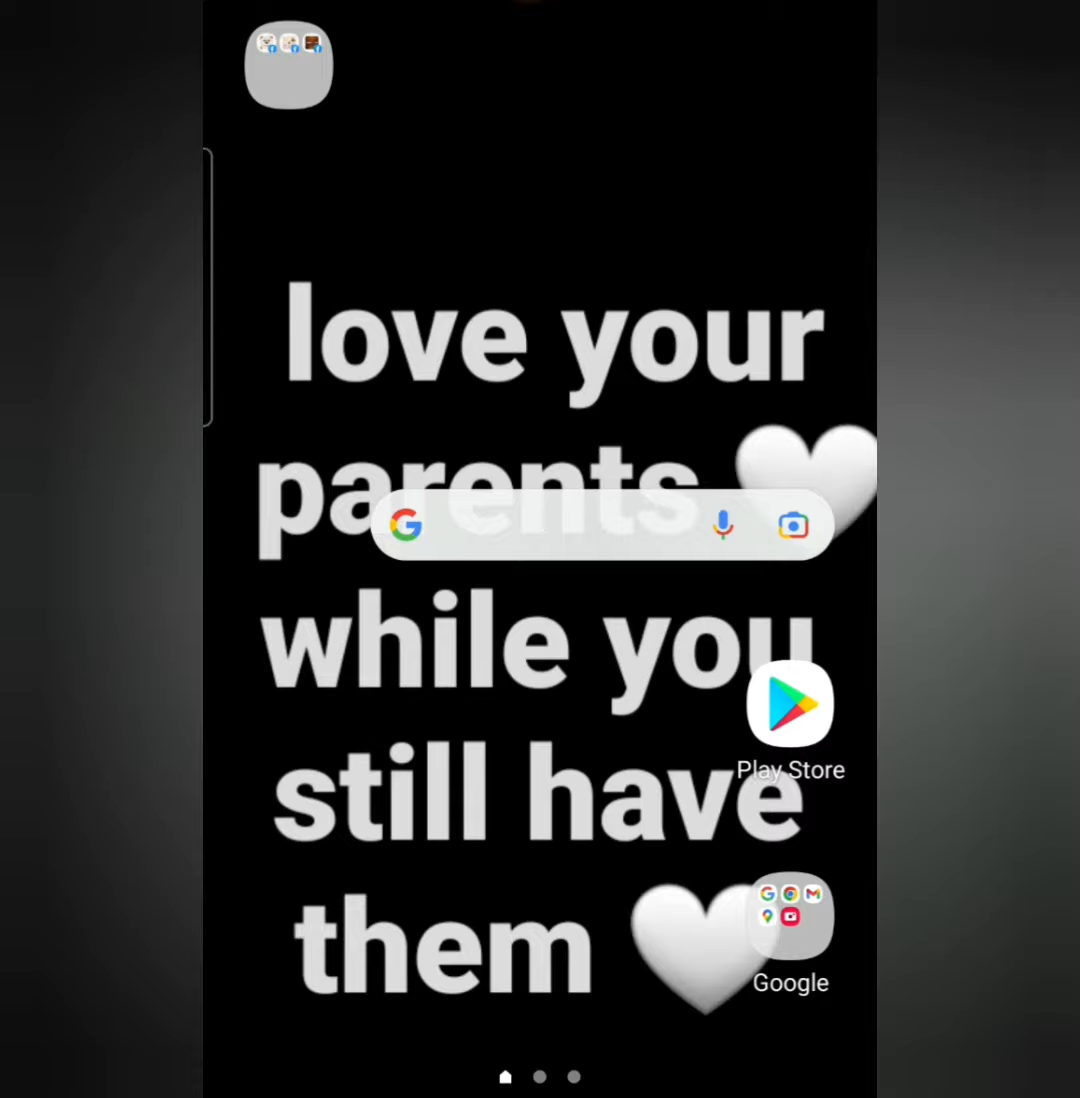 love your
parents 🤍
while you
Play Store
still have
them 🤍
Google